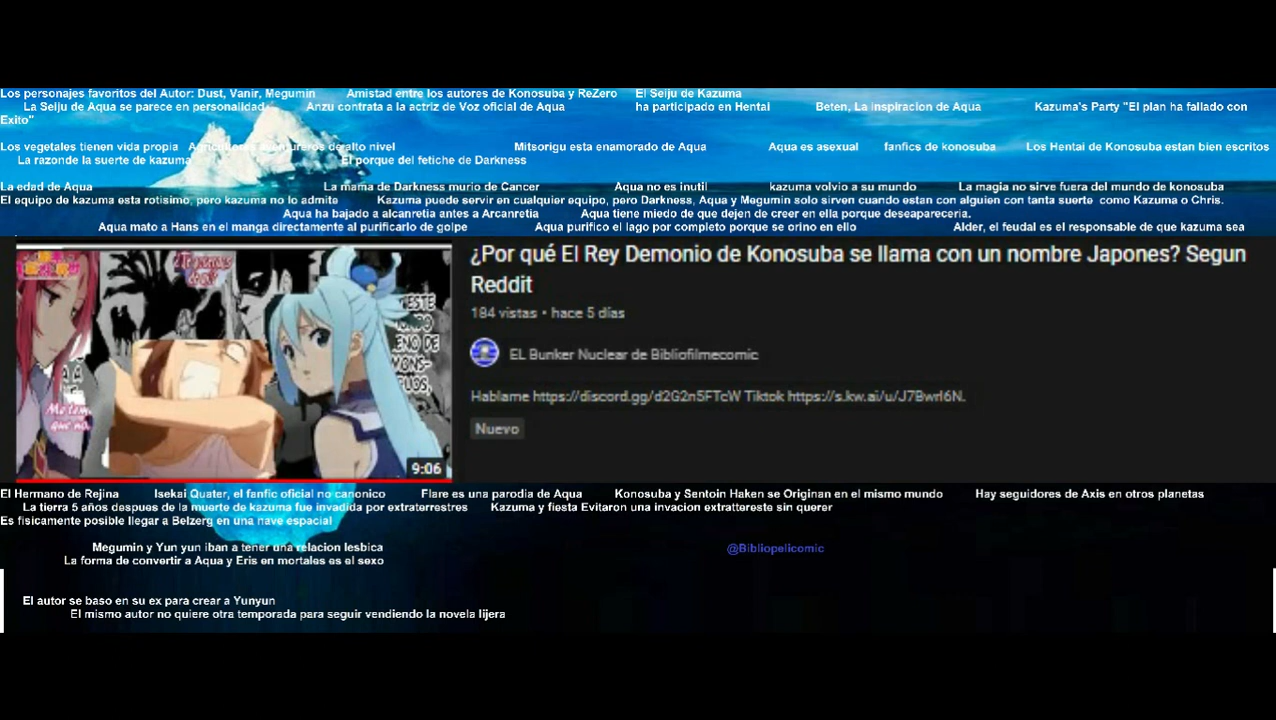 Los personajes favoritos del Autor: Dust, Vanir, Megumin Amistad entre los autores de Konosuba y ReZero El Seiju de Kazuma
La Seiju de Aqua se parece en personalidad Anzu contrata a la actriz de Voz oficial de Aqua ha participado en Hentai Beten, La inspiracion de Aqua Kazuma's Party "El plan ha fallado con
Exito"
Los vegetales tienen vida propia Agricultores aventureros de alto nivel Mitsorigu esta enamorado de Aqua Aqua es asexual fanfics de konosuba Los Hentai de Konosuba estan bien escritos
La razonde la suerte de kazuma El porque del fetiche de Darkness
La edad de Aqua La mama de Darkness murio de Cancer Aqua no es inutil kazuma volvio a su mundo La magia no sirve fuera del mundo de konosuba
El equipo de kazuma esta rotisimo, pero kazuma no lo admite Kazuma puede servir en cualquier equipo, pero Darkness, Aqua y Megumin solo sirven cuando estan con alguien con tanta suerte como Kazuma o Chris.
Aqua ha bajado a alcanretia antes a Arcanretia Aqua tiene miedo de que dejen de creer en ella porque desapareceria.
Aqua mato a Hans en el manga directamente al purificarlo de golpe Aqua purifico el lago por completo porque se orino en ello Alder, el feudal es el responsable de que kazuma sea
¿Por qué El Rey Demonio de Konosuba se llama con un nombre Japones? Segun
Reddit
184 vistas • hace 5 días
EL Bunker Nuclear de Bibliofilmecomic
Hablame https://discord.gg/d2G2n5FTcW Tiktok https://s.kw.ai/u/J7Bwrl6N.
Nuevo
ESTE
ENO DE
MONS-
RUOS,
Me tem
que no.
9:06
El Hermano de Rejina Isekai Quater, el fanfic oficial no canonico Flare es una parodia de Aqua Konosuba y Sentoin Haken se Originan en el mismo mundo Hay seguidores de Axis en otros planetas
La tierra 5 años despues de la muerte de kazuma fue invadida por extraterrestres Kazuma y fiesta Evitaron una invacion extrattereste sin querer
Es fisicamente posible llegar a Belzerg en una nave espacial
Megumin y Yun yun iban a tener una relacion lesbica @Bibliopelicomic
La forma de convertir a Aqua y Eris en mortales es el sexo
El autor se baso en su ex para crear a Yunyun
El mismo autor no quiere otra temporada para seguir vendiendo la novela lijera